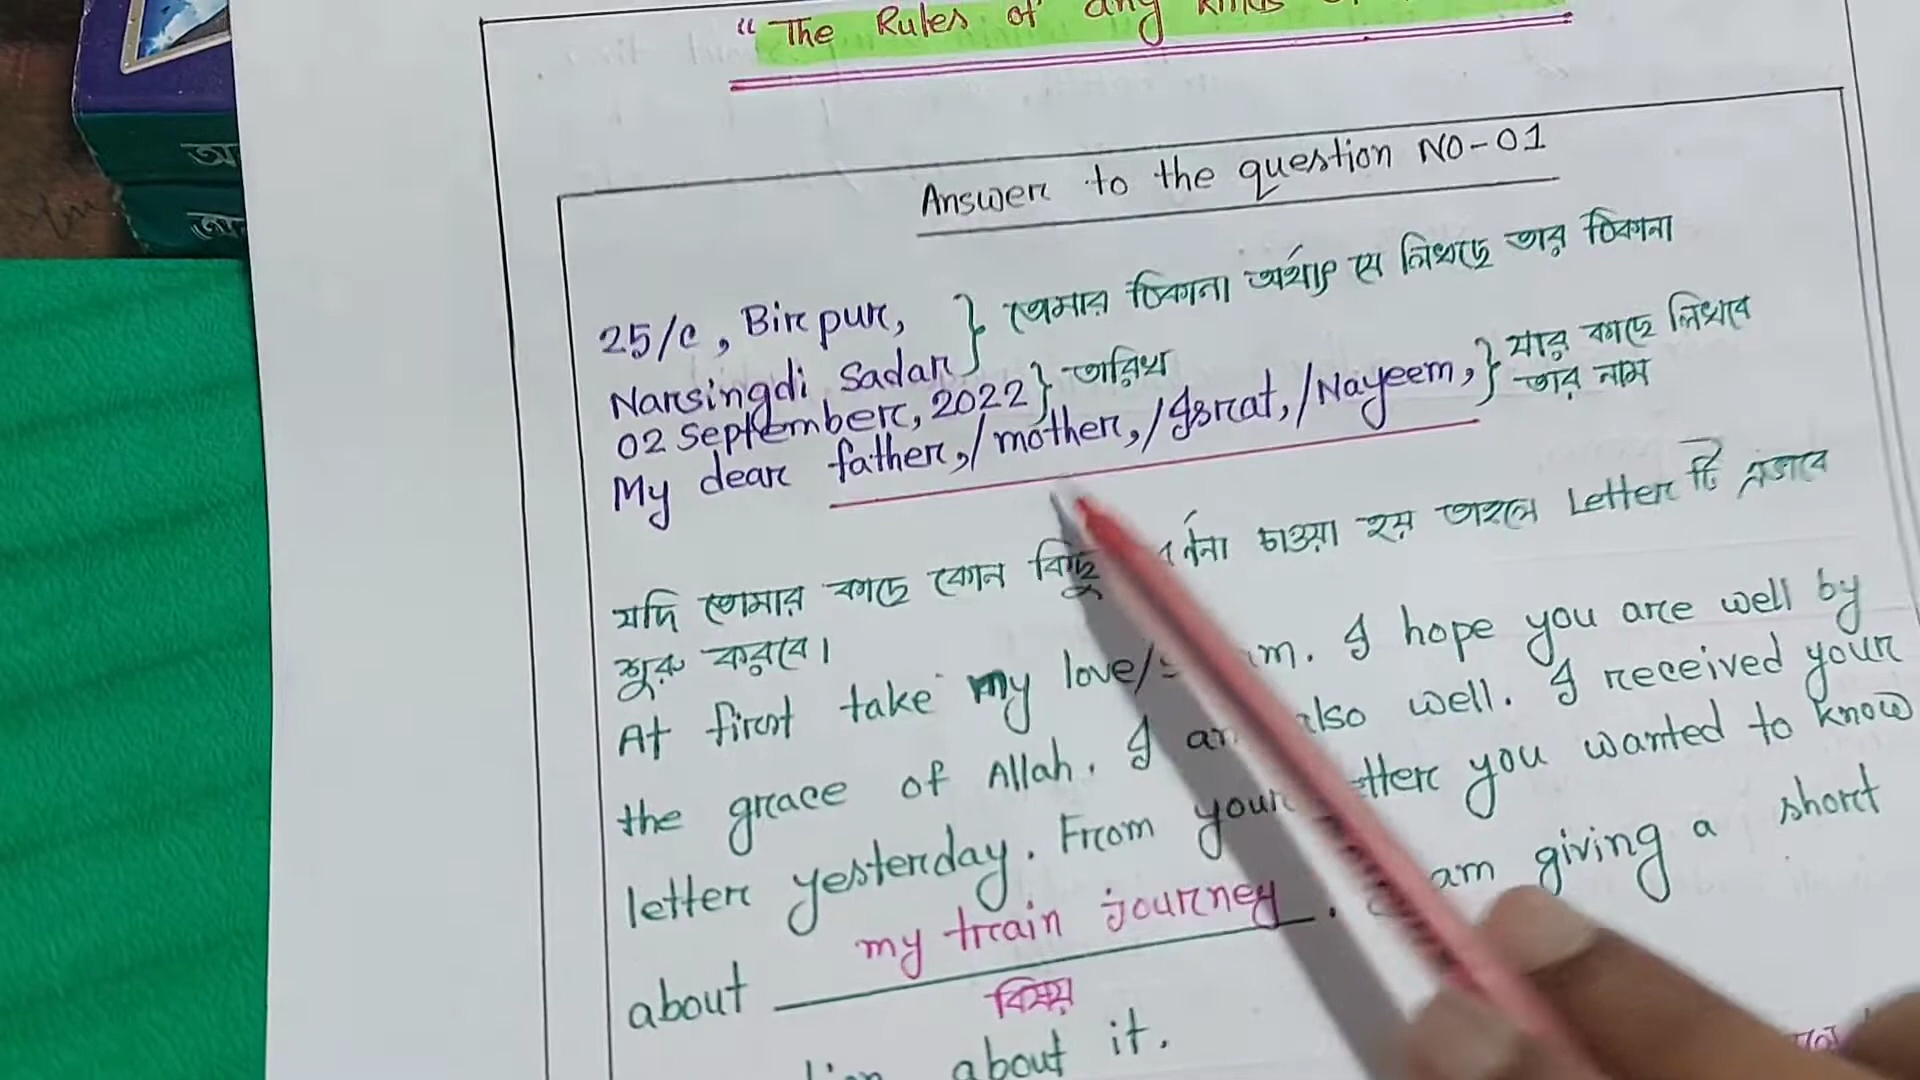 "The Rules of any kinds
Answer to the question NO-01
25/c, Birpur, } তোমার ঠিকানা অর্থাৎ যে লিখছে তার ঠিকানা
Narsingdi Sadar
02 September, 2022} তারিখ
My dear father,/mother,/Israt,/Nayeem,} যার কাছে লিখবে
তার নাম
যদি তোমার কাছে কোন কিছু চাওয়া হয় তাহলে Letter টি এভাবে
শুরু করবে।
At first take my love/ . I hope you are well by
the grace of Allah. I also well. I received your
letter yesterday. From your you wanted to know
about my train journey. am giving a short
বিষয়
about it.